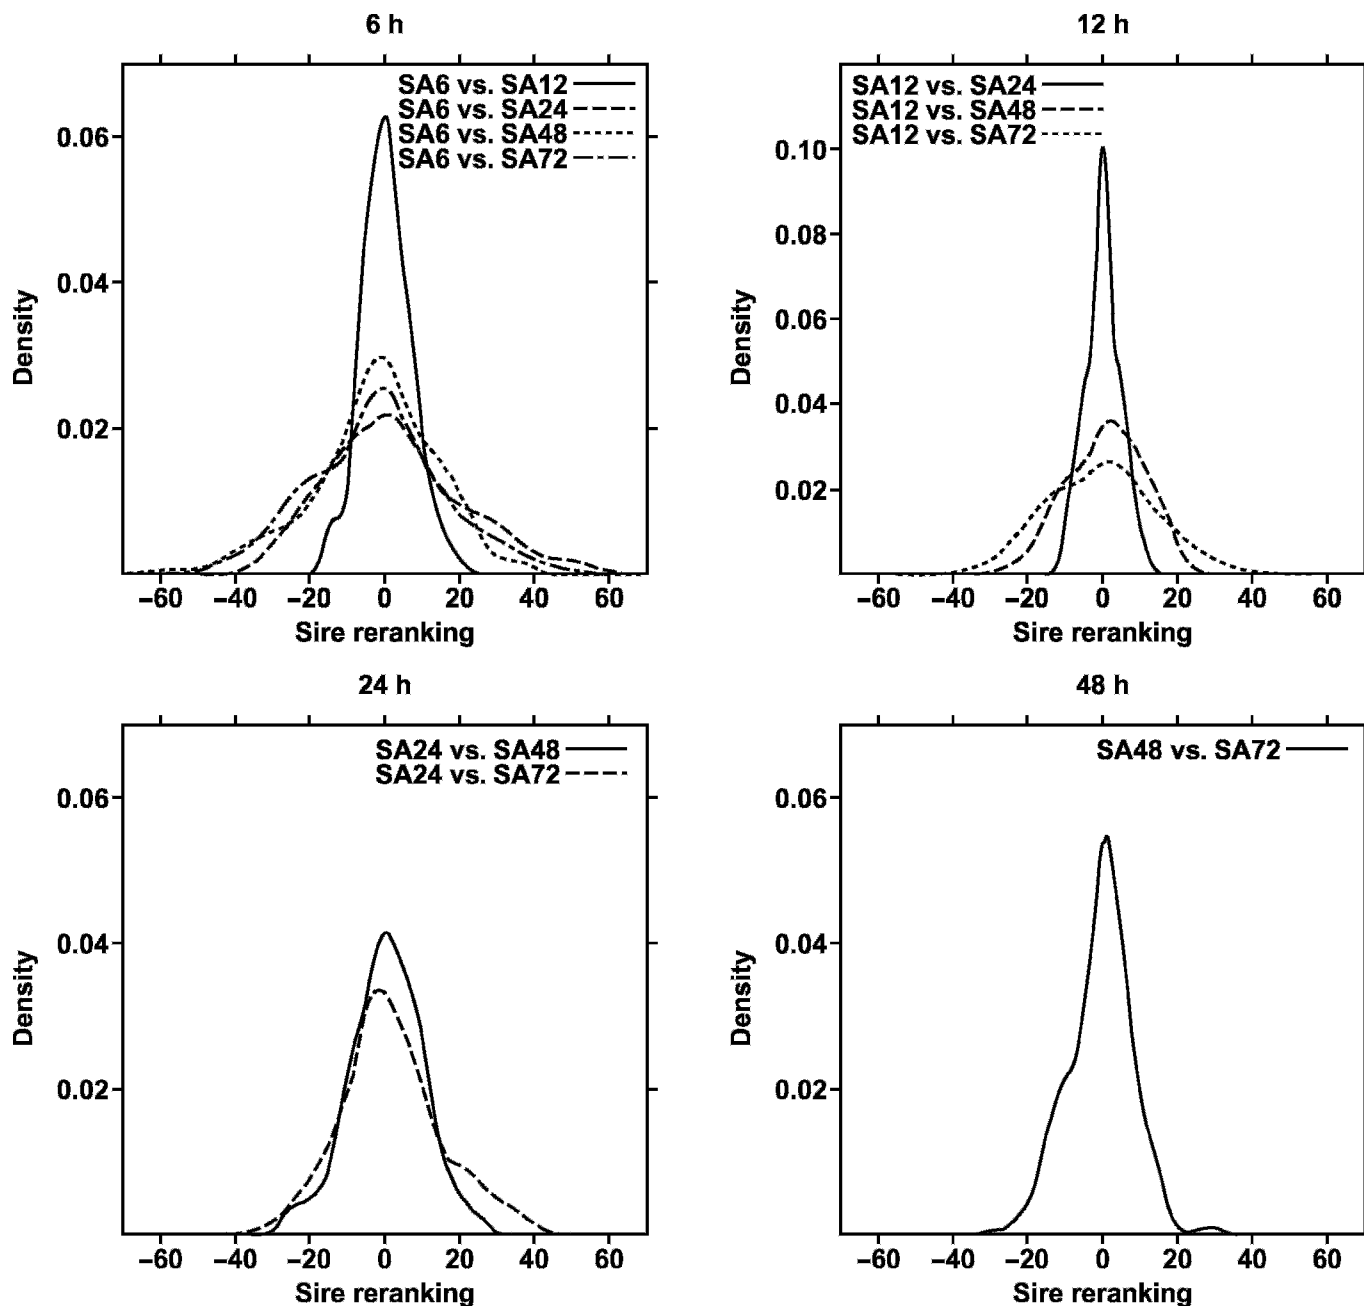 6 h
SA6 vs. SA12
SA6 vs. SA24
SA6 vs. SA48
SA6 vs. SA72
0.06
0.04
0.02
Density
−60 −40 −20 0 20 40 60
Sire reranking
12 h
SA12 vs. SA24
SA12 vs. SA48
SA12 vs. SA72
0.10
0.08
0.06
0.04
0.02
Density
−60 −40 −20 0 20 40 60
Sire reranking
24 h
SA24 vs. SA48
SA24 vs. SA72
0.06
0.04
0.02
Density
−60 −40 −20 0 20 40 60
Sire reranking
48 h
SA48 vs. SA72
0.06
0.04
0.02
Density
−60 −40 −20 0 20 40 60
Sire reranking